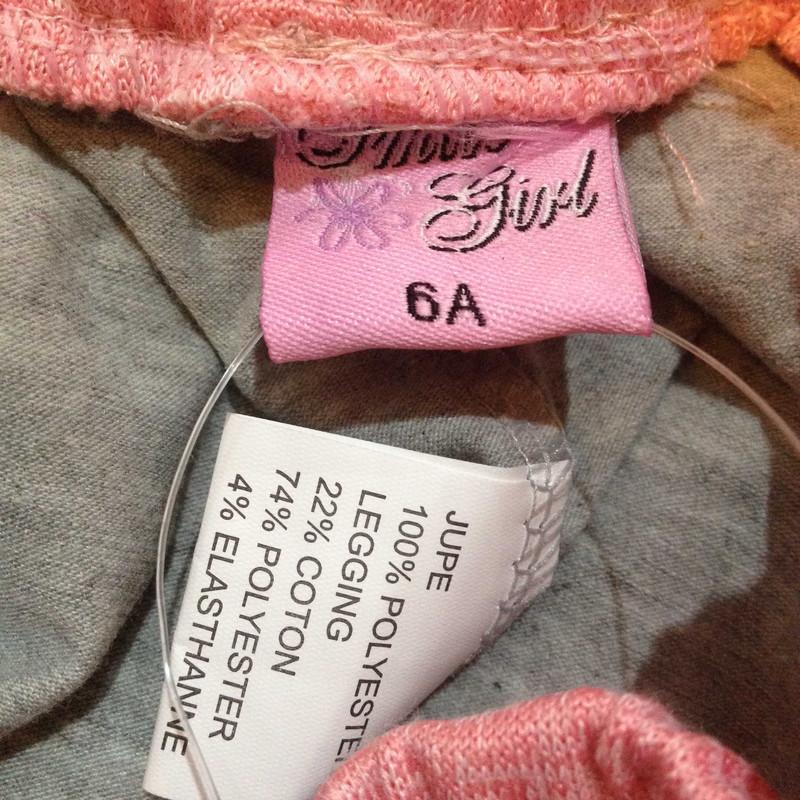 Girl
6A
JUPE
100% POLYESTER
LEGGING
22% COTON
74% POLYESTER
4% ELASTHANNE